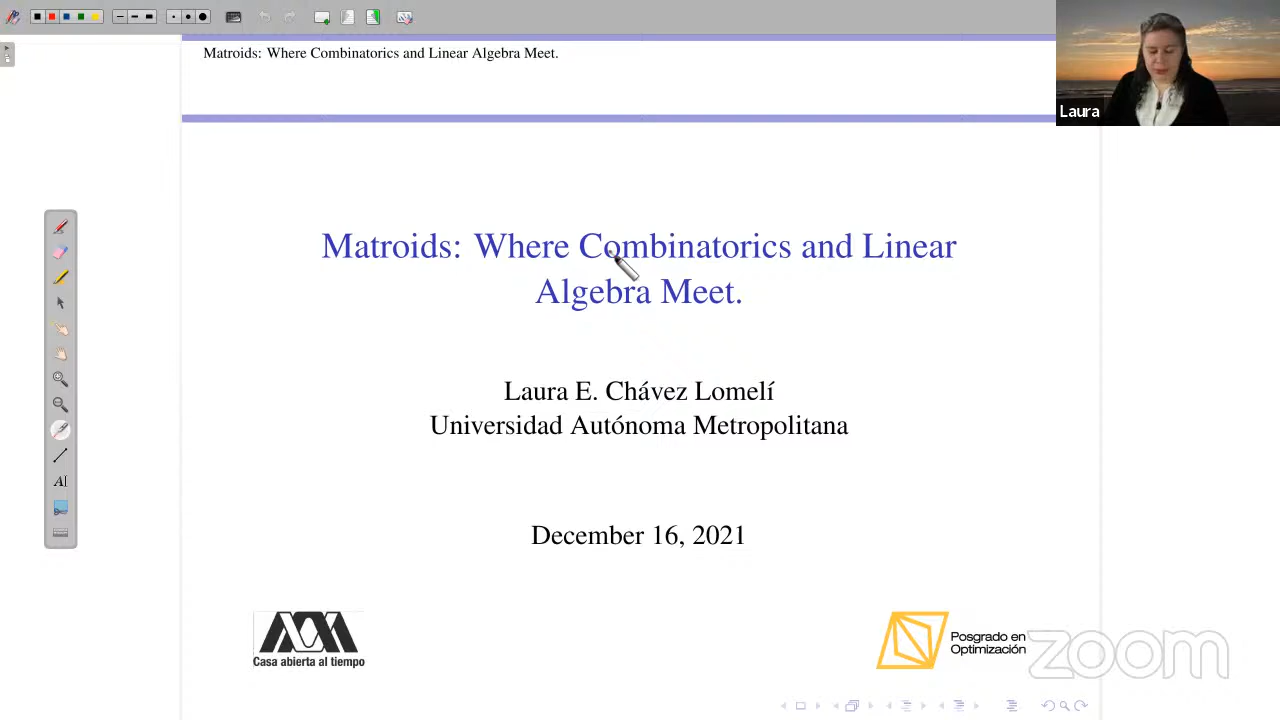 Matroids: Where Combinatorics and Linear Algebra Meet.
Laura
Matroids: Where Combinatorics and Linear
Algebra Meet.
Laura E. Chávez Lomelí
Universidad Autónoma Metropolitana
December 16, 2021
Casa abierta al tiempo
Posgrado en
Optimización
zoom